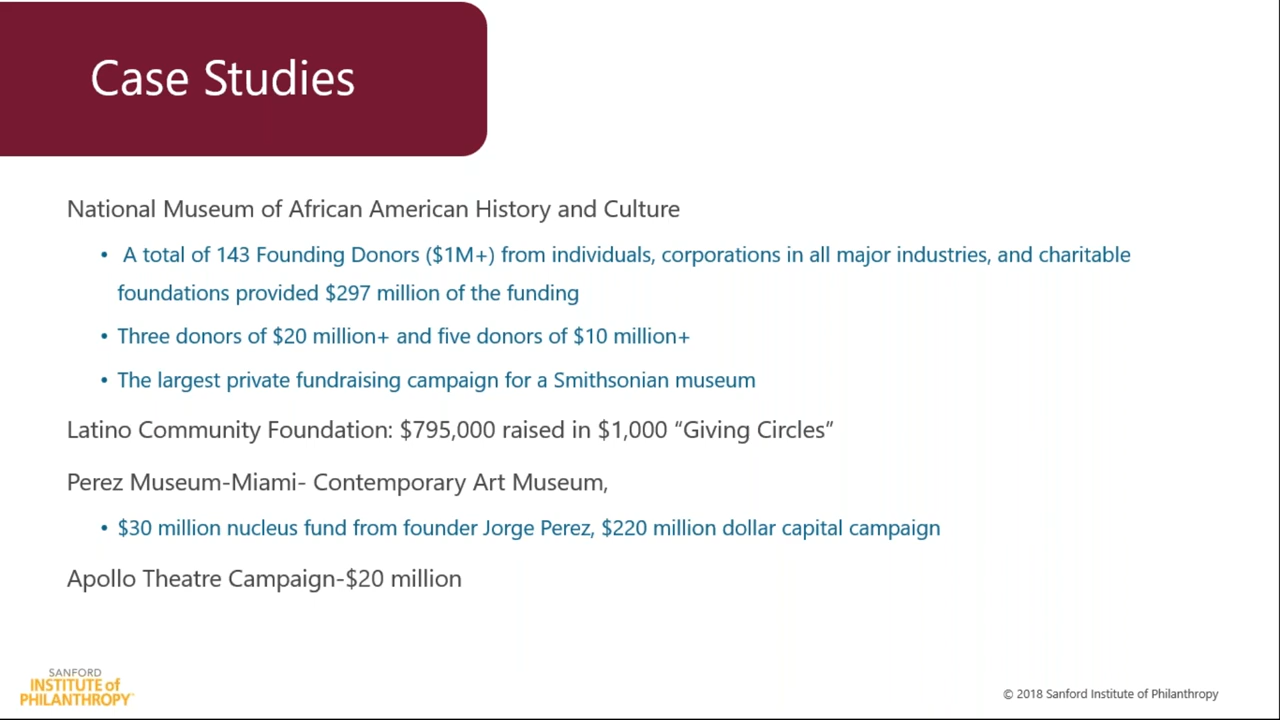 Case Studies
National Museum of African American History and Culture
• A total of 143 Founding Donors ($1M+) from individuals, corporations in all major industries, and charitable
foundations provided $297 million of the funding
• Three donors of $20 million+ and five donors of $10 million+
• The largest private fundraising campaign for a Smithsonian museum
Latino Community Foundation: $795,000 raised in $1,000 “Giving Circles”
Perez Museum-Miami- Contemporary Art Museum,
• $30 million nucleus fund from founder Jorge Perez, $220 million dollar capital campaign
Apollo Theatre Campaign-$20 million
SANFORD
INSTITUTE of
PHILANTHROPY
© 2018 Sanford Institute of Philanthropy